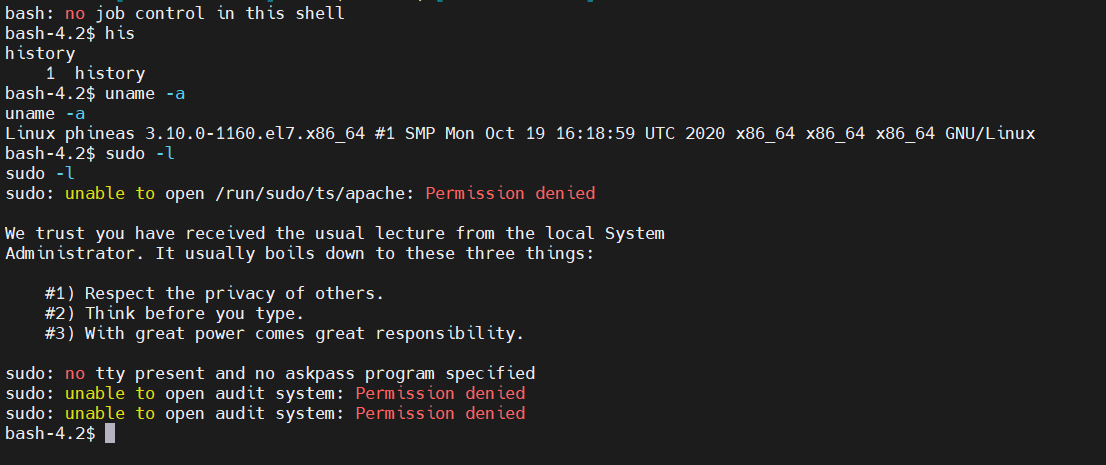 bash: no job control in this shell
bash-4.2$ his
history
    1  history
bash-4.2$ uname -a
uname -a
Linux phineas 3.10.0-1160.el7.x86_64 #1 SMP Mon Oct 19 16:18:59 UTC 2020 x86_64 x86_64 x86_64 GNU/Linux
bash-4.2$ sudo -l
sudo -l
sudo: unable to open /run/sudo/ts/apache: Permission denied

We trust you have received the usual lecture from the local System
Administrator. It usually boils down to these three things:

    #1) Respect the privacy of others.
    #2) Think before you type.
    #3) With great power comes great responsibility.

sudo: no tty present and no askpass program specified
sudo: unable to open audit system: Permission denied
sudo: unable to open audit system: Permission denied
bash-4.2$